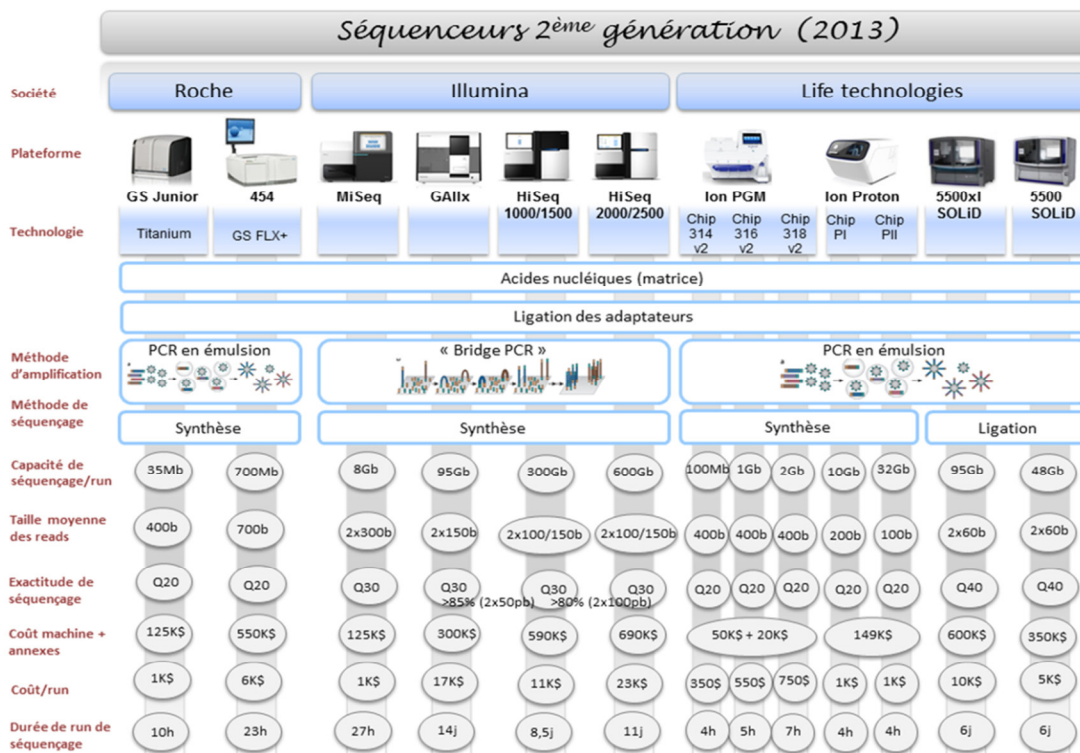 Séquenceurs 2ème génération (2013)
Société
Roche
Illumina
Life technologies
Plateforme
GS Junior
454
MiSeq
GAIIx
HiSeq
1000/1500
HiSeq
2000/2500
Ion PGM
Ion Proton
5500xl
SOLiD
5500
SOLiD
Technologie
Titanium
GS FLX+
Chip
314
v2
Chip
316
v2
Chip
318
v2
Chip
PI
Chip
PII
Acides nucléiques (matrice)
Ligation des adaptateurs
Méthode
d'amplification
PCR en émulsion
« Bridge PCR »
PCR en émulsion
Méthode de
séquençage
Synthèse
Synthèse
Synthèse
Ligation
Capacité de
séquençage/run
35Mb
700Mb
8Gb
95Gb
300Gb
600Gb
100Mb
1Gb
2Gb
10Gb
32Gb
95Gb
48Gb
Taille moyenne
des reads
400b
700b
2x300b
2x150b
2x100/150b
2x100/150b
400b
400b
400b
200b
100b
2x60b
2x60b
Exactitude de
séquençage
Q20
Q20
Q30
Q30
Q30
Q30
Q20
Q20
Q20
Q20
Q20
Q40
Q40
>85% (2x50pb)
>80% (2x100pb)
Coût machine +
annexes
125K$
550K$
125K$
300K$
590K$
690K$
50K$ + 20K$
149K$
600K$
350K$
Coût/run
1K$
6K$
1K$
17K$
11K$
23K$
350$
550$
750$
1K$
1K$
10K$
5K$
Durée de run de
séquençage
10h
23h
27h
14j
8,5j
11j
4h
5h
7h
4h
4h
6j
6j